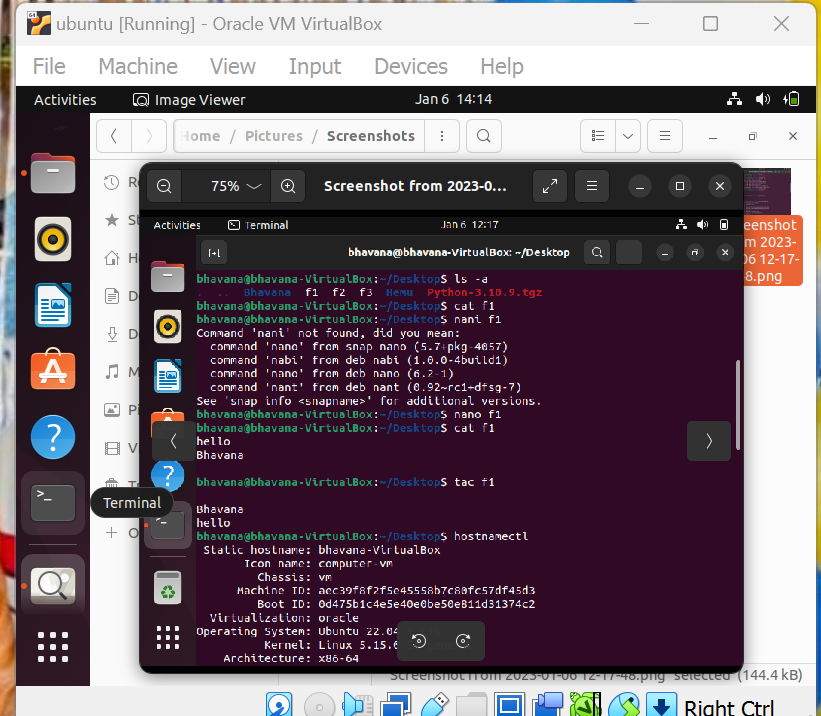 ubuntu [Running] - Oracle VM VirtualBox
File Machine View Input Devices Help
Activities Image Viewer Jan 6 14:14
Home / Pictures / Screenshots
75% Screenshot from 2023-0...
Activities Terminal Jan 6 12:17
bhavana@bhavana-VirtualBox: ~/Desktop
bhavana@bhavana-VirtualBox:~/Desktop$ ls -a
. .. Bhavana f1 f2 f3 Hemu Python-3.10.9.tgz
bhavana@bhavana-VirtualBox:~/Desktop$ cat f1
bhavana@bhavana-VirtualBox:~/Desktop$ nani f1
Command 'nani' not found, did you mean:
command 'nano' from snap nano (5.7+pkg-4057)
command 'nabi' from deb nabi (1.0.0-4build1)
command 'nano' from deb nano (6.2-1)
command 'nant' from deb nant (0.92~rc1+dfsg-7)
See 'snap info <snapname>' for additional versions.
bhavana@bhavana-VirtualBox:~/Desktop$ nano f1
bhavana@bhavana-VirtualBox:~/Desktop$ cat f1
hello
Bhavana
bhavana@bhavana-VirtualBox:~/Desktop$ tac f1
Bhavana
hello
bhavana@bhavana-VirtualBox:~/Desktop$ hostnamectl
Static hostname: bhavana-VirtualBox
Icon name: computer-vm
Chassis: vm
Machine ID: aec39f8f2f5e45558b7c80fc57df45d3
Boot ID: 0d475b1c4e5e40e0be50e811d31374c2
Virtualization: oracle
Operating System: Ubuntu 22.04
Kernel: Linux 5.15.
Architecture: x86-64
Terminal
eenshot
m 2023-
06 12-17-
8.png
Screenshot from 2023-01-06 12-17-48.png" selected (144.4 kB)
Right Ctrl